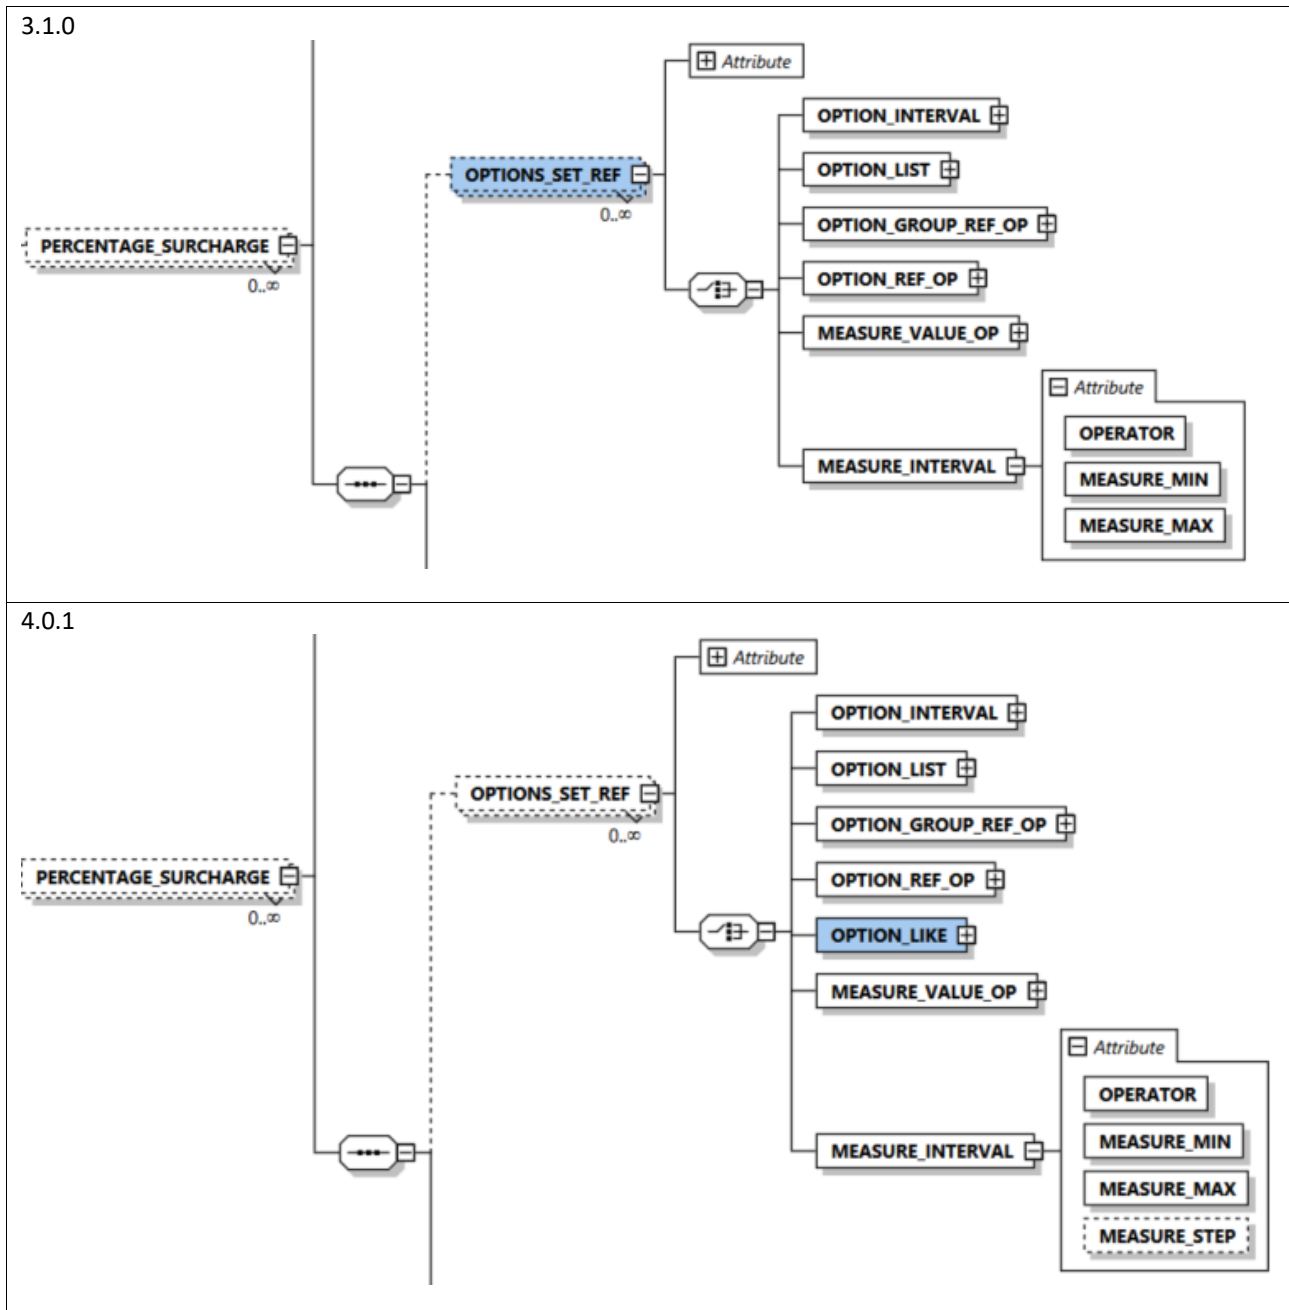 3.1.0
Attribute
OPTION_INTERVAL
OPTION_LIST
OPTIONS_SET_REF
0..∞
OPTION_GROUP_REF_OP
PERCENTAGE_SURCHARGE
0..∞
OPTION_REF_OP
MEASURE_VALUE_OP
Attribute
OPERATOR
MEASURE_INTERVAL
MEASURE_MIN
MEASURE_MAX
4.0.1
Attribute
OPTION_INTERVAL
OPTION_LIST
OPTIONS_SET_REF
0..∞
OPTION_GROUP_REF_OP
PERCENTAGE_SURCHARGE
0..∞
OPTION_REF_OP
OPTION_LIKE
MEASURE_VALUE_OP
Attribute
OPERATOR
MEASURE_INTERVAL
MEASURE_MIN
MEASURE_MAX
MEASURE_STEP